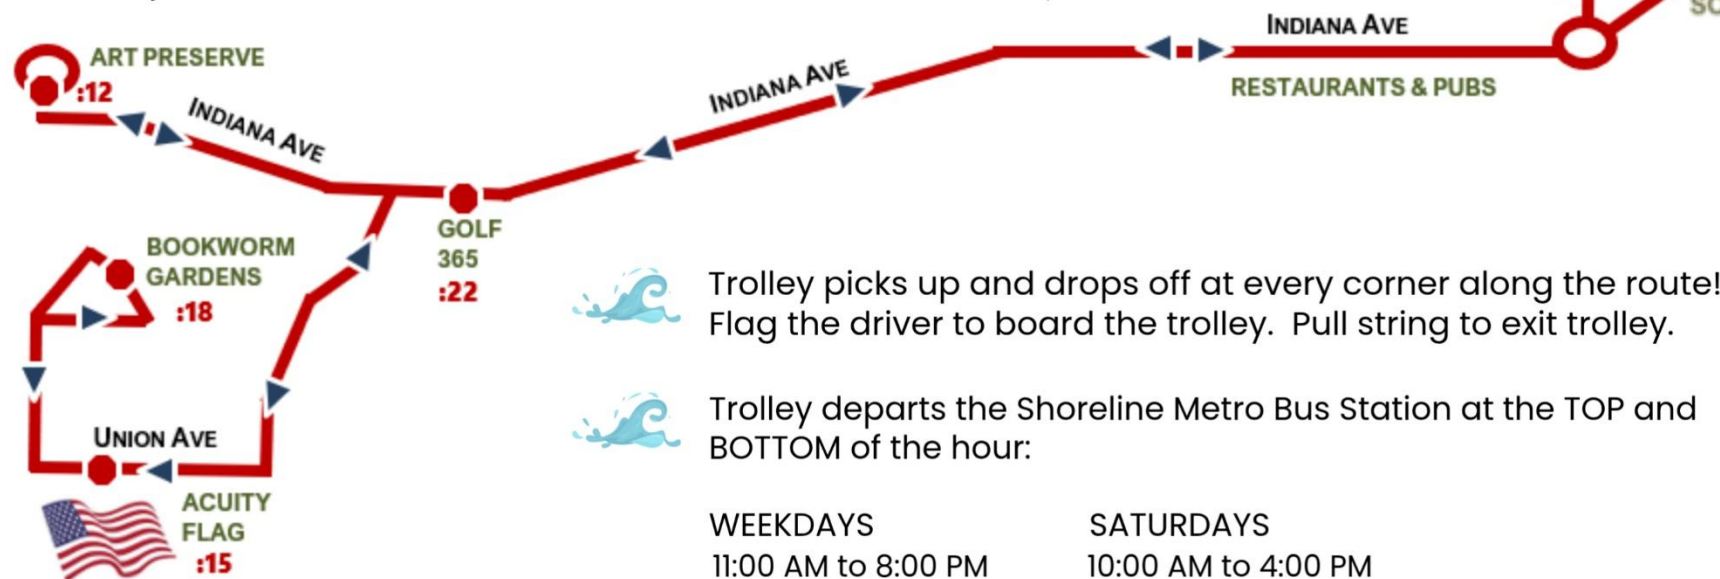 INDIANA AVE
ART PRESERVE
:12
INDIANA AVE
INDIANA AVE
RESTAURANTS & PUBS
GOLF
365
:22
BOOKWORM
GARDENS
:18
Trolley picks up and drops off at every corner along the route!
Flag the driver to board the trolley. Pull string to exit trolley.
Trolley departs the Shoreline Metro Bus Station at the TOP and
BOTTOM of the hour:
UNION AVE
ACUITY
FLAG
:15
WEEKDAYS
SATURDAYS
11:00 AM to 8:00 PM
10:00 AM to 4:00 PM